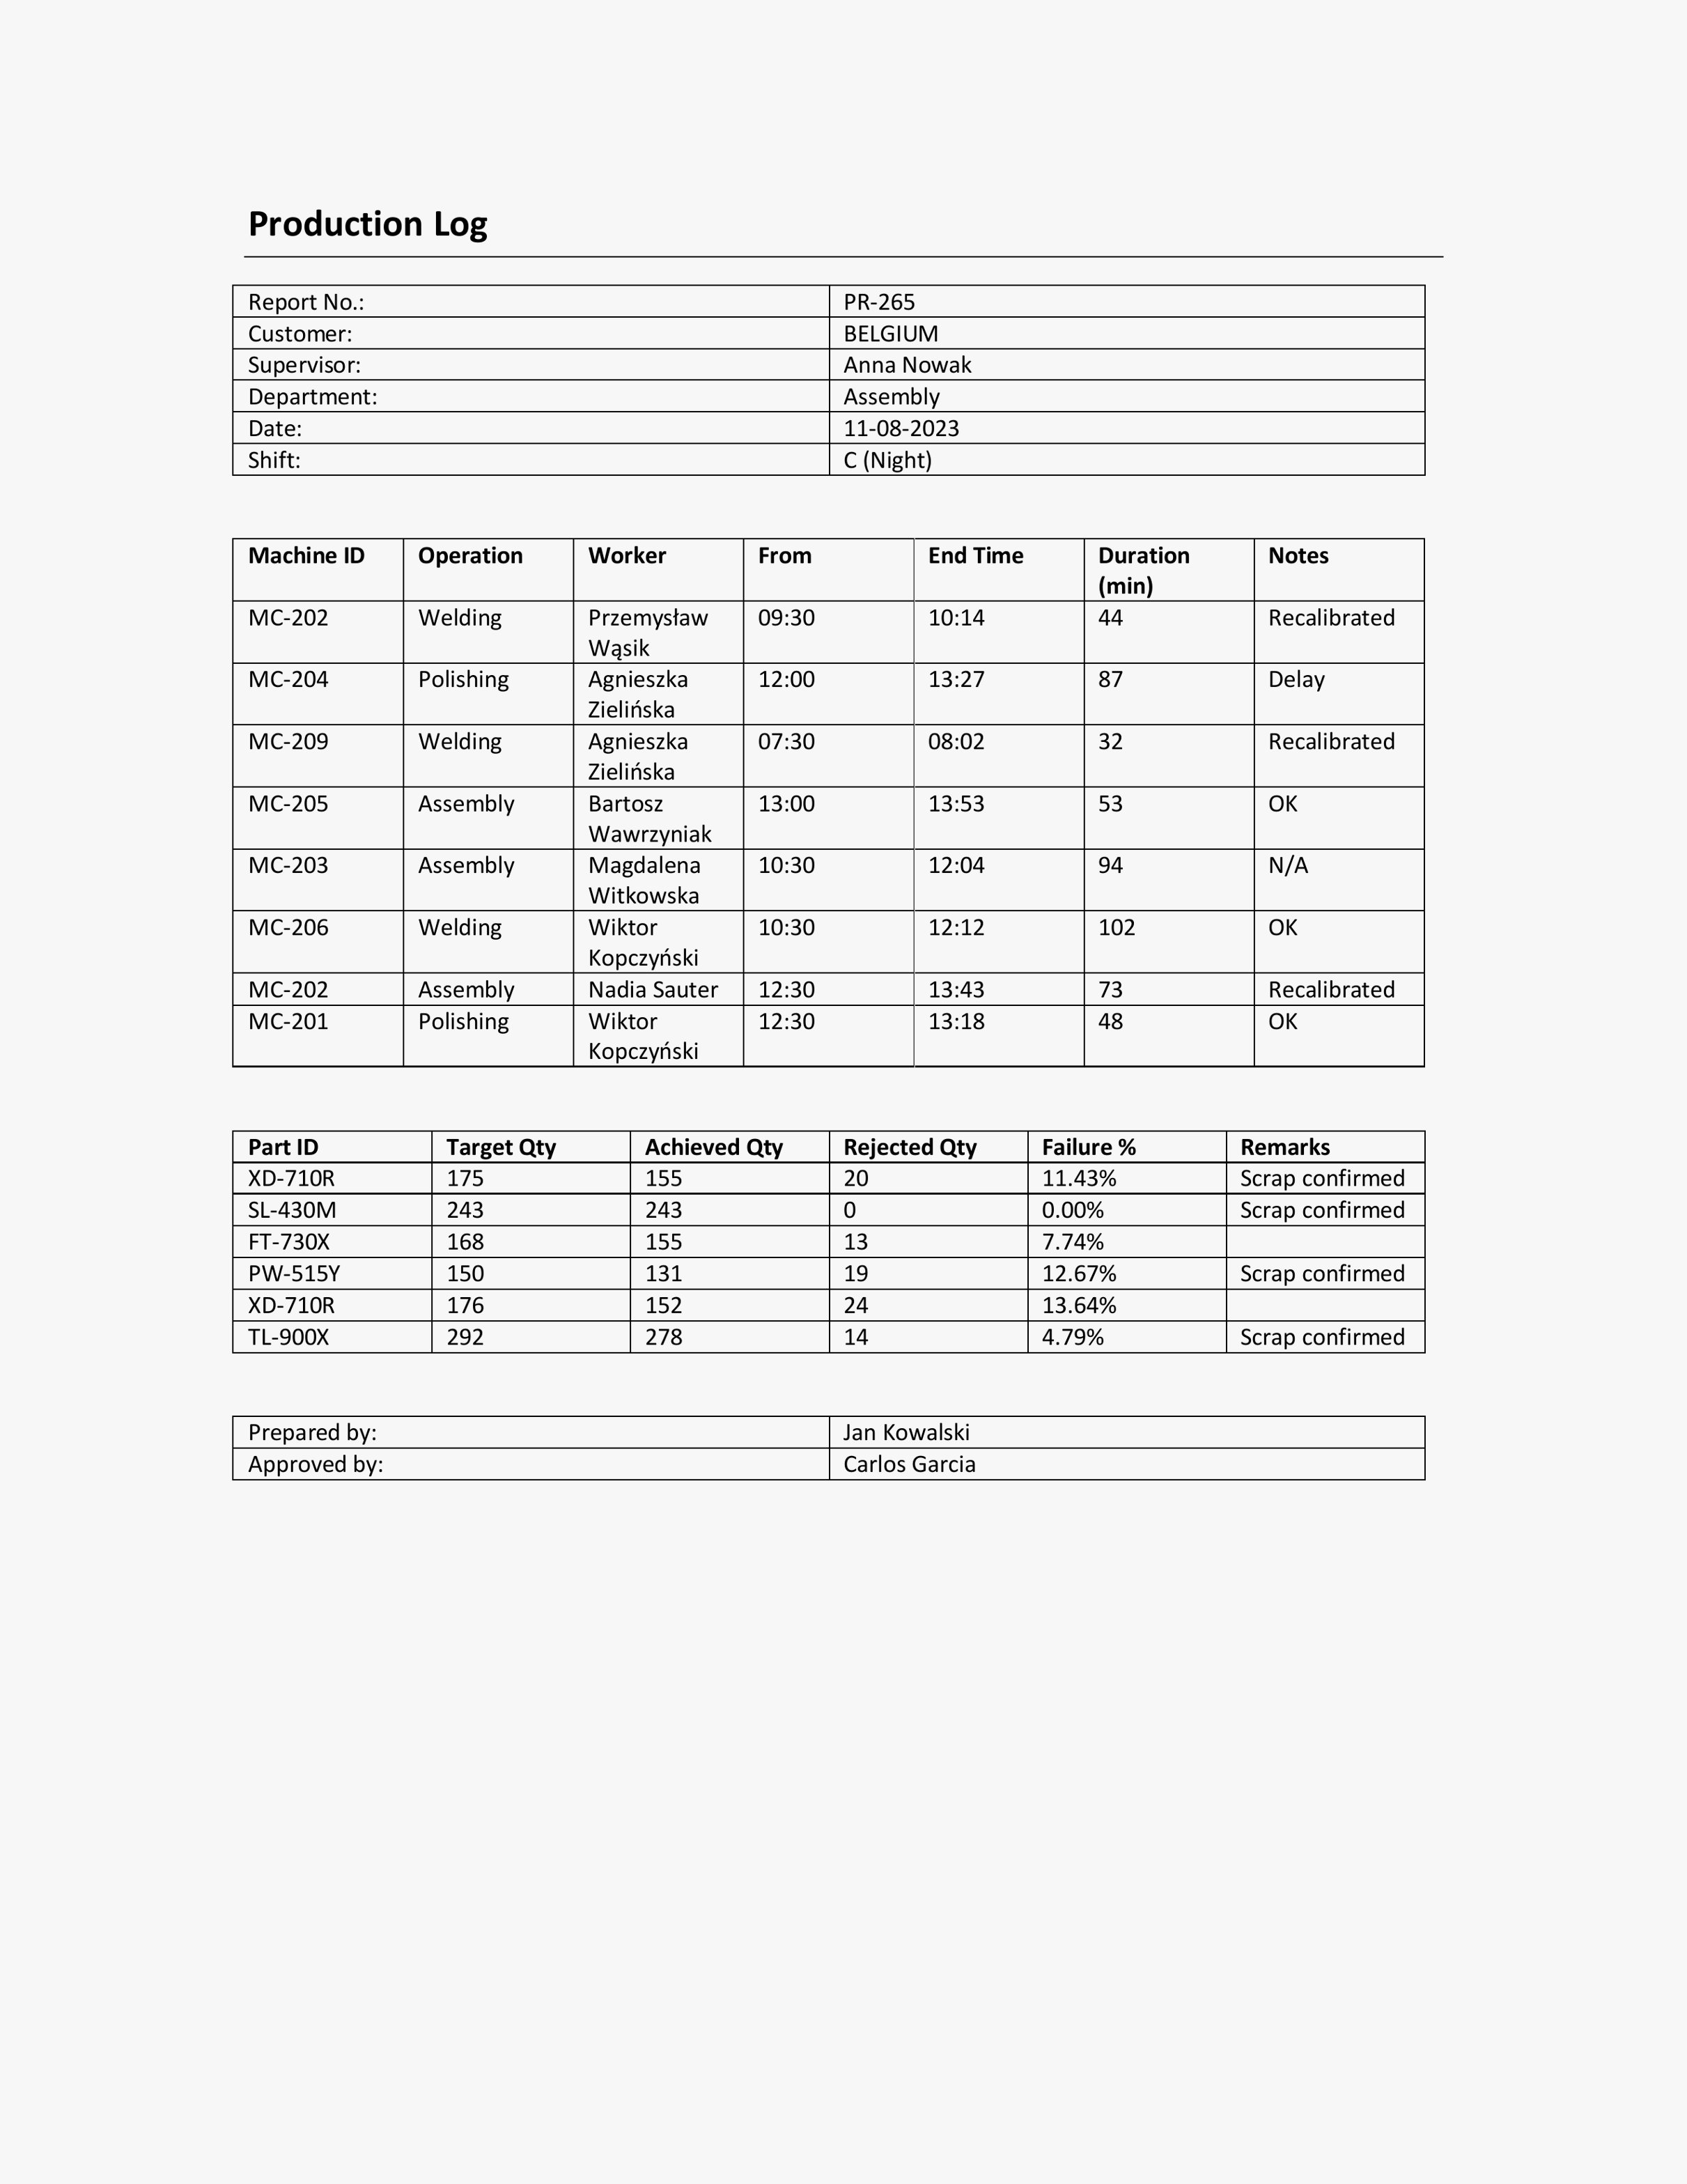 Production Log
Report No.: PR-265
Customer: BELGIUM
Supervisor: Anna Nowak
Department: Assembly
Date: 11-08-2023
Shift: C (Night)
Machine ID Operation Worker From End Time Duration (min) Notes
MC-202 Welding Przemysław Wąsik 09:30 10:14 44 Recalibrated
MC-204 Polishing Agnieszka Zielińska 12:00 13:27 87 Delay
MC-209 Welding Agnieszka Zielińska 07:30 08:02 32 Recalibrated
MC-205 Assembly Bartosz Wawrzyniak 13:00 13:53 53 OK
MC-203 Assembly Magdalena Witkowska 10:30 12:04 94 N/A
MC-206 Welding Wiktor Kopczyński 10:30 12:12 102 OK
MC-202 Assembly Nadia Sauter 12:30 13:43 73 Recalibrated
MC-201 Polishing Wiktor Kopczyński 12:30 13:18 48 OK
Part ID Target Qty Achieved Qty Rejected Qty Failure % Remarks
XD-710R 175 155 20 11.43% Scrap confirmed
SL-430M 243 243 0 0.00% Scrap confirmed
FT-730X 168 155 13 7.74%
PW-515Y 150 131 19 12.67% Scrap confirmed
XD-710R 176 152 24 13.64%
TL-900X 292 278 14 4.79% Scrap confirmed
Prepared by: Jan Kowalski
Approved by: Carlos Garcia